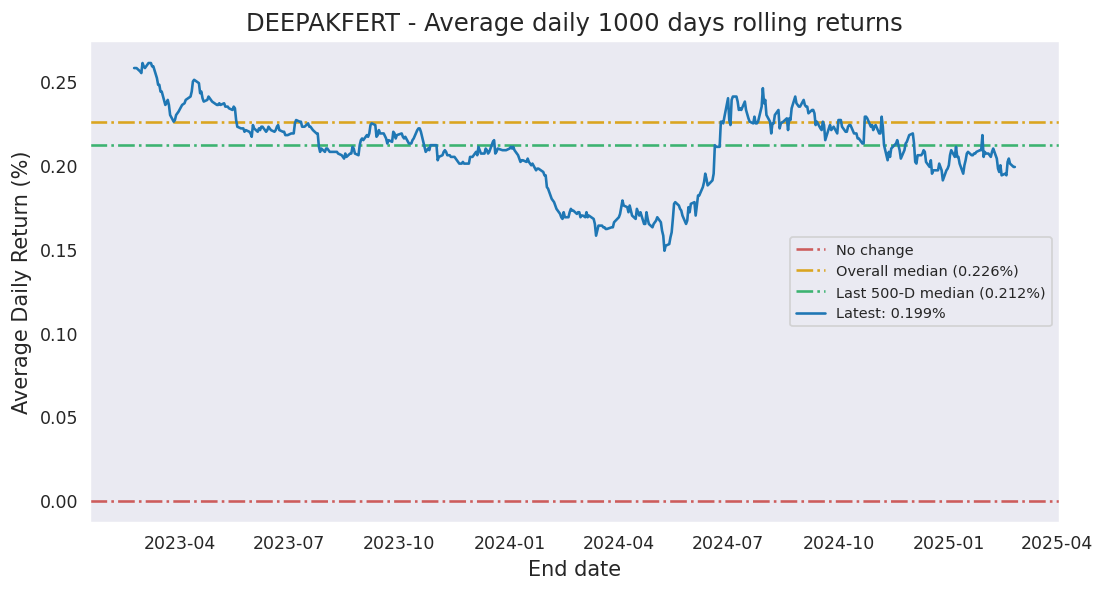 DEEPAKFERT - Average daily 1000 days rolling returns
Average Daily Return (%)
0.25
0.20
0.15
0.10
0.05
0.00
No change
Overall median (0.226%)
Last 500-D median (0.212%)
Latest: 0.199%
2023-04 2023-07 2023-10 2024-01 2024-04 2024-07 2024-10 2025-01 2025-04
End date